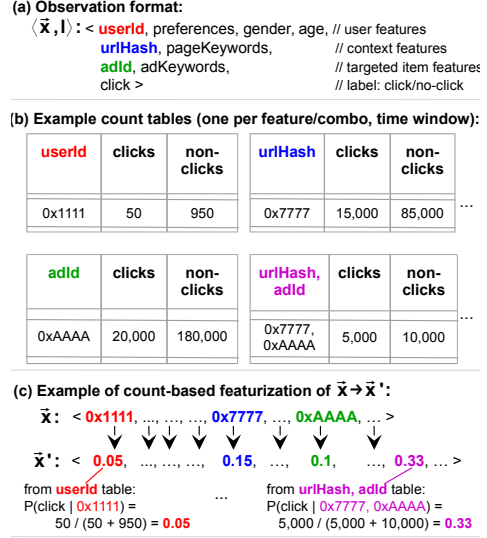 (a) Observation format:
⟨x⃗,l⟩: < userId, preferences, gender, age, // user features
urlHash, pageKeywords, // context features
adId, adKeywords, // targeted item features
click > // label: click/no-click
(b) Example count tables (one per feature/combo, time window):
userId clicks non-clicks
0x1111 50 950
urlHash clicks non-clicks
0x7777 15,000 85,000
...
adId clicks non-clicks
0xAAAA 20,000 180,000
urlHash, adId clicks non-clicks
0x7777, 0xAAAA 5,000 10,000
...
(c) Example of count-based featurization of x⃗→x⃗':
x⃗: < 0x1111, ..., ..., ..., 0x7777, ..., 0xAAAA, ... >
x⃗': < 0.05, ..., ..., ..., 0.15, ..., 0.1, ..., 0.33, ... >
from userId table:
P(click | 0x1111) =
50 / (50 + 950) = 0.05
...
from urlHash, adId table:
P(click | 0x7777, 0xAAAA) =
5,000 / (5,000 + 10,000) = 0.33